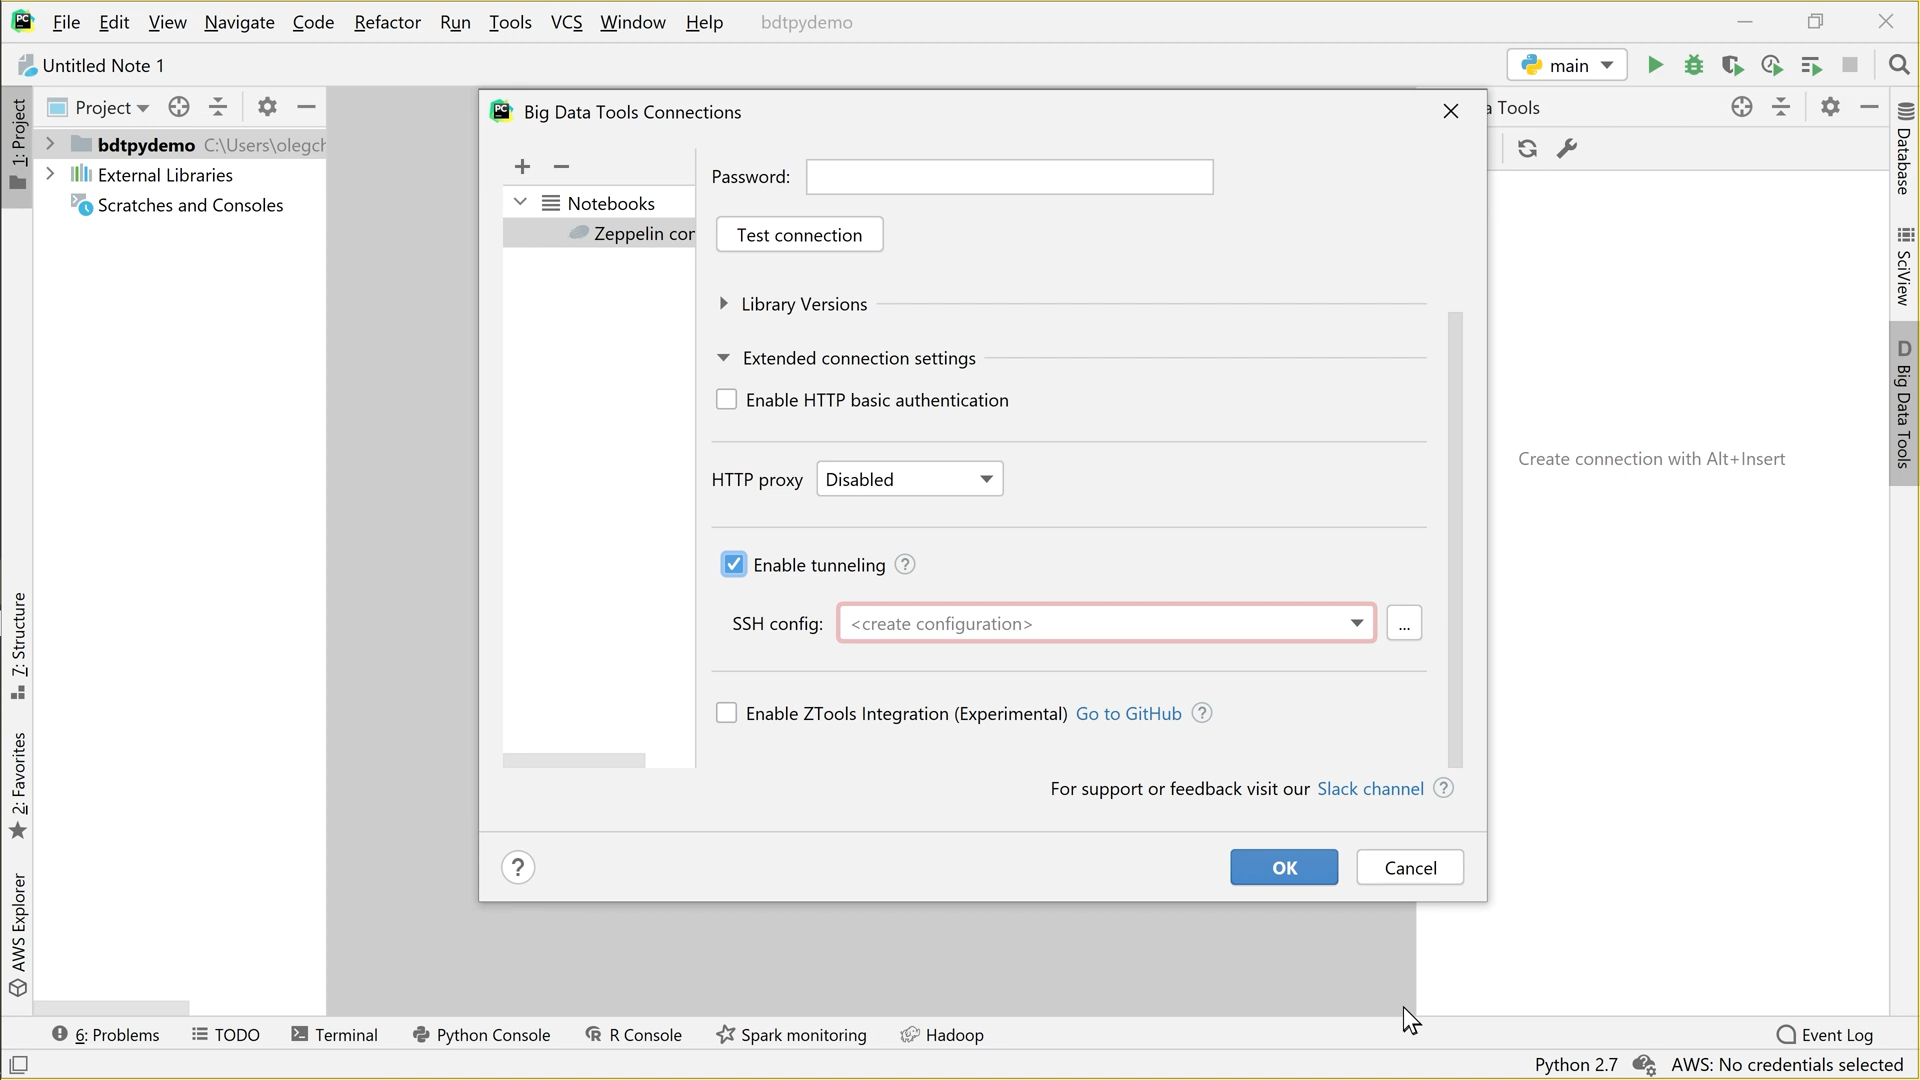 File Edit View Navigate Code Refactor Run Tools VCS Window Help bdtpydemo
Untitled Note 1
main
1: Project
Project
bdtpydemo C:\Users\olegch
External Libraries
Scratches and Consoles
7: Structure
2: Favorites
AWS Explorer
Big Data Tools Connections
Notebooks
Zeppelin cor
Password:
Test connection
Library Versions
Extended connection settings
Enable HTTP basic authentication
HTTP proxy Disabled
Enable tunneling ?
SSH config: <create configuration> ...
Enable ZTools Integration (Experimental) Go to GitHub ?
For support or feedback visit our Slack channel ?
? OK Cancel
a Tools
Create connection with Alt+Insert
Database
SciView
D Big Data Tools
6: Problems TODO Terminal Python Console R Console Spark monitoring Hadoop Event Log
Python 2.7 AWS: No credentials selected